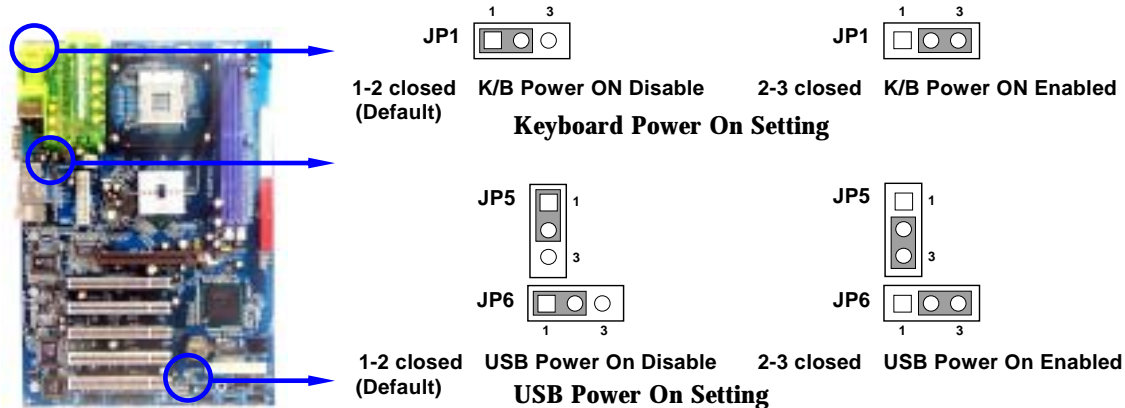 1 3 1 3
JP1 JP1
1-2 closed K/B Power ON Disable 2-3 closed K/B Power ON Enabled
(Default)
Keyboard Power On Setting
JP5 1 JP5 1
3 3
JP6 JP6
1 3 1 3
1-2 closed USB Power On Disable 2-3 closed USB Power On Enabled
(Default)
USB Power On Setting